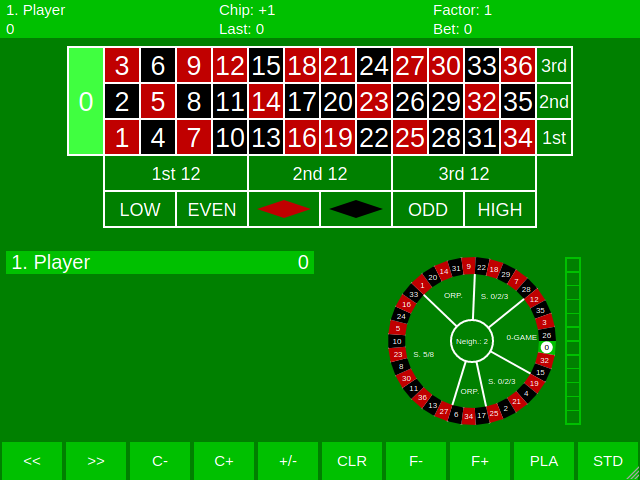 1. Player Chip: +1 Factor: 1
0 Last: 0 Bet: 0
3 6 9 12 15 18 21 24 27 30 33 36 3rd
0 2 5 8 11 14 17 20 23 26 29 32 35 2nd
1 4 7 10 13 16 19 22 25 28 31 34 1st
1st 12 2nd 12 3rd 12
LOW EVEN ODD HIGH
1. Player 0
0 32 15 19 4 21 2 25 17 34 6 27 13 36 11 30 8 23 10 5 24 16 33 1 20 14 31 9 22 18 29 7 28 12 35 3 26
ORP.
S. 0/2/3
0-GAME
Neigh.: 2
S. 5/8
S. 0/2/3
ORP.
<< >> C- C+ +/- CLR F- F+ PLA STD